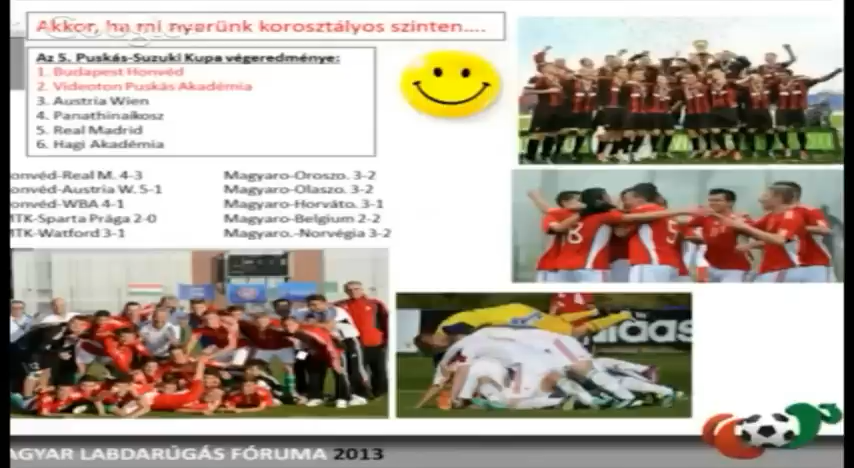 Akkor, ha mi nyerünk korosztályos szinten....
Az 5. Puskás-Suzuki Kupa végeredménye:
1. Budapest Honvéd
2. Videoton Puskás Akadémia
3. Austria Wien
4. Panathinaíkosz
5. Real Madrid
6. Hagi Akadémia
onvéd-Real M. 4-3
onvéd-Austria W. 5-1
onvéd-WBA 4-1
MTK-Sparta Prága 2-0
MTK-Watford 3-1
Magyaro-Oroszo. 3-2
Magyaro-Olaszo. 3-2
Magyaro-Horváto. 3-1
Magyaro-Belgium 2-2
Magyaro.-Norvégia 3-2
adidas
AGYAR LABDARÚGÁS FÓRUMA 2013